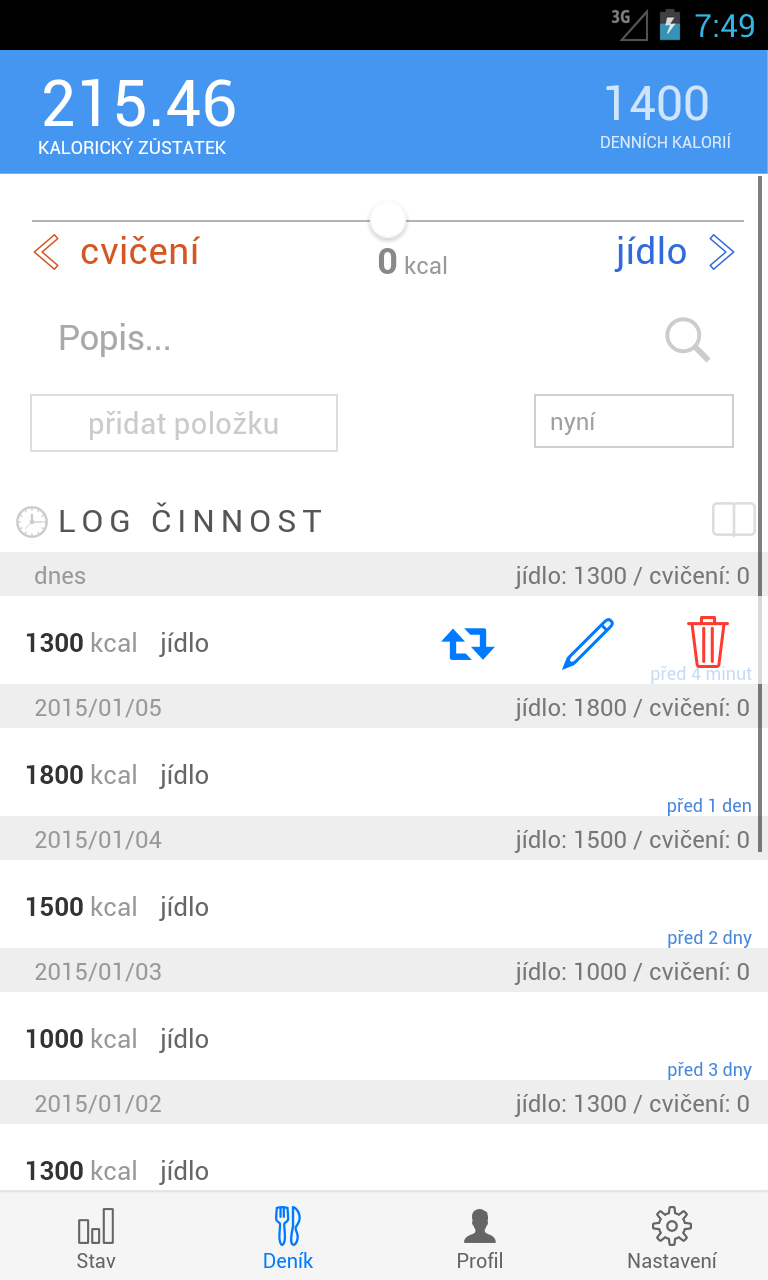 3G 7:49
215.46 1400
KALORICKÝ ZŮSTATEK DENNÍCH KALORIÍ
cvičení 0 kcal jídlo
Popis...
přidat položku nyní
LOG ČINNOST
dnes jídlo: 1300 / cvičení: 0
1300 kcal jídlo
před 4 minut
2015/01/05 jídlo: 1800 / cvičení: 0
1800 kcal jídlo
před 1 den
2015/01/04 jídlo: 1500 / cvičení: 0
1500 kcal jídlo
před 2 dny
2015/01/03 jídlo: 1000 / cvičení: 0
1000 kcal jídlo
před 3 dny
2015/01/02 jídlo: 1300 / cvičení: 0
1300 kcal jídlo
Stav Deník Profil Nastavení